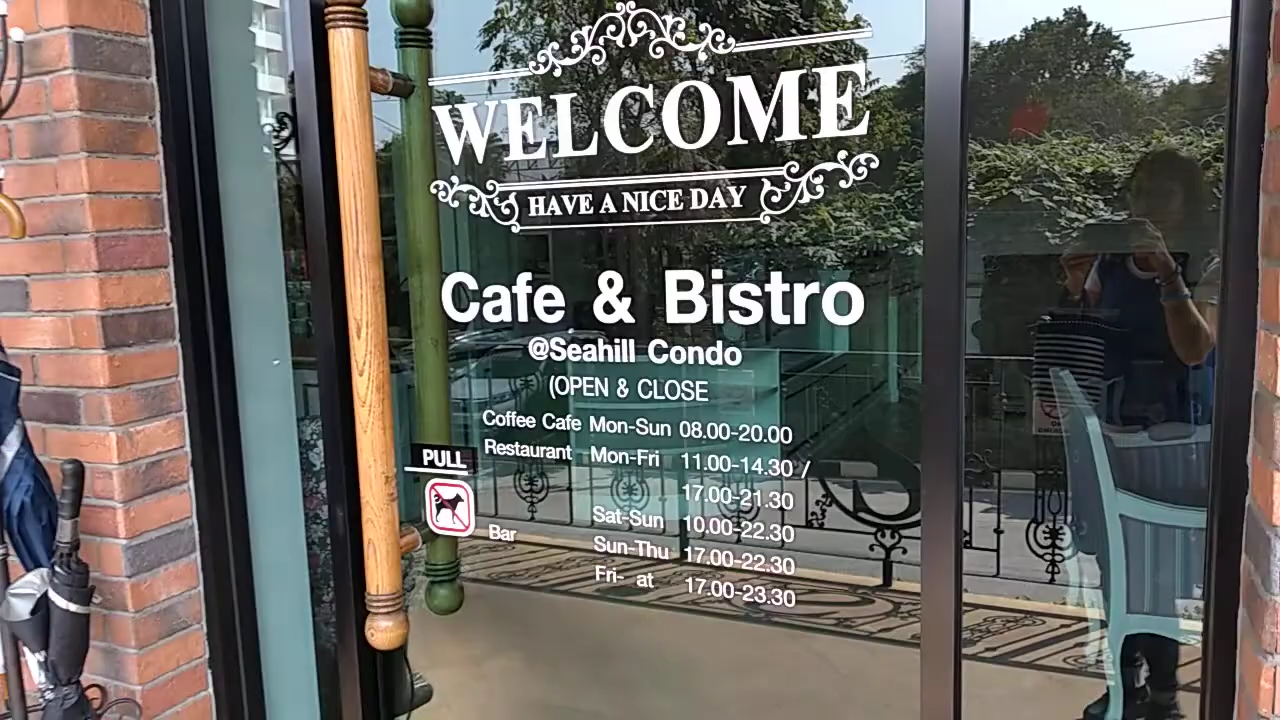 WELCOME
HAVE A NICE DAY
Cafe & Bistro
@Seahill Condo
(OPEN & CLOSE
Coffee Cafe Mon-Sun 08.00-20.00
Restaurant Mon-Fri 11.00-14.30 /
17.00-21.30
Sat-Sun 10.00-22.30
Bar Sun-Thu 17.00-22.30
Fri- at 17.00-23.30
PULL